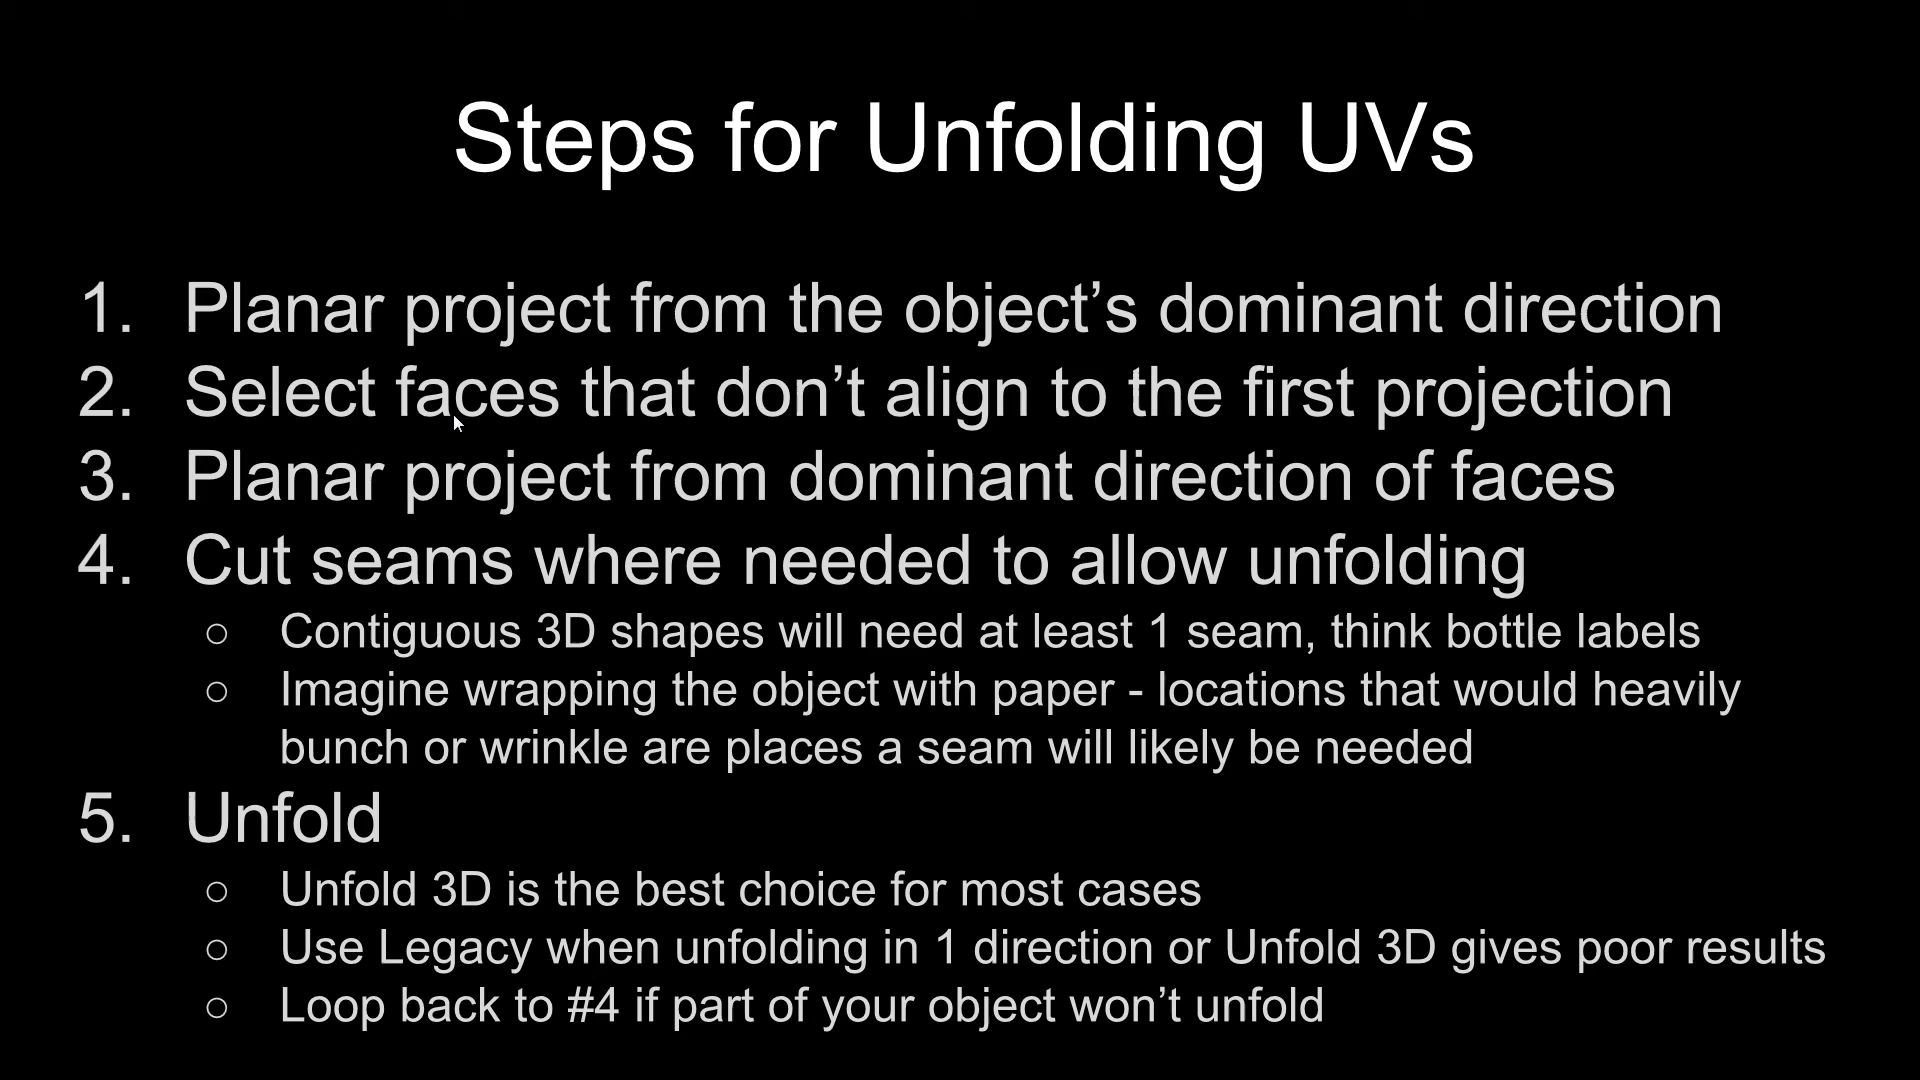 Steps for Unfolding UVs
1. Planar project from the object’s dominant direction
2. Select faces that don’t align to the first projection
3. Planar project from dominant direction of faces
4. Cut seams where needed to allow unfolding
○ Contiguous 3D shapes will need at least 1 seam, think bottle labels
○ Imagine wrapping the object with paper - locations that would heavily
bunch or wrinkle are places a seam will likely be needed
5. Unfold
○ Unfold 3D is the best choice for most cases
○ Use Legacy when unfolding in 1 direction or Unfold 3D gives poor results
○ Loop back to #4 if part of your object won’t unfold